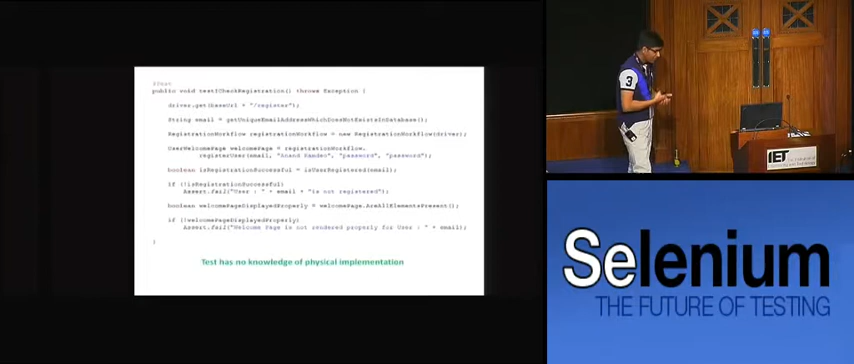 @Test
public void testCheckRegistration() throws Exception {
driver.get(baseUrl + "/register");
String email = getUniqueEmailAddressWhichDoesNotExistsInDatabase();
RegistrationWorkflow registrationWorkflow = new RegistrationWorkflow(driver);
UserWelcomePage welcomePage = registrationWorkflow.
registerUser(email, "Anand Ramdeo", "password", "password");
boolean isRegistrationSuccessful = isUserRegistered(email);
if (!isRegistrationSuccessful)
Assert.fail("User : " + email + "is not registered");
boolean welcomePageDisplayedProperly = welcomePage.AreAllElementsPresent();
if (!welcomePageDisplayedProperly)
Assert.fail("Welcome Page is not rendered properly for User : " + email);
}
Test has no knowledge of physical implementation
3
IET
Selenium
THE FUTURE OF TESTING